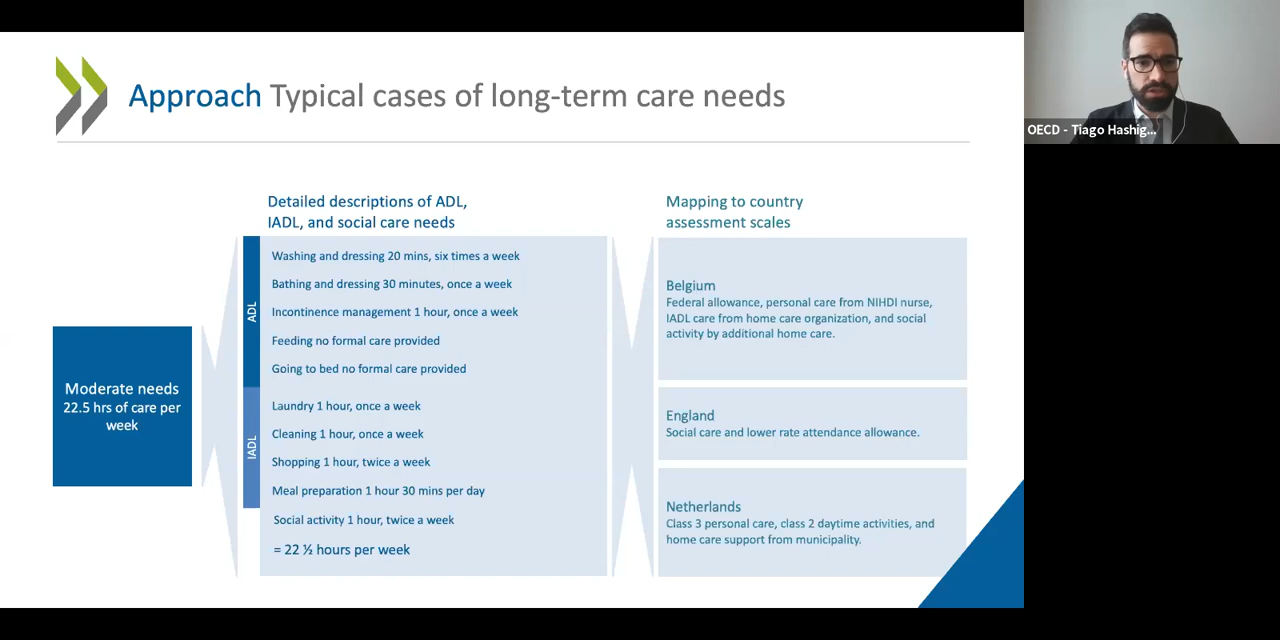 Approach Typical cases of long-term care needs
OECD - Tiago Hashig...
Detailed descriptions of ADL,
IADL, and social care needs
Mapping to country
assessment scales
Moderate needs
22.5 hrs of care per
week
ADL
Washing and dressing 20 mins, six times a week
Bathing and dressing 30 minutes, once a week
Incontinence management 1 hour, once a week
Feeding no formal care provided
Going to bed no formal care provided
IADL
Laundry 1 hour, once a week
Cleaning 1 hour, once a week
Shopping 1 hour, twice a week
Meal preparation 1 hour 30 mins per day
Social activity 1 hour, twice a week
= 22 ½ hours per week
Belgium
Federal allowance, personal care from NIHDI nurse,
IADL care from home care organization, and social
activity by additional home care.
England
Social care and lower rate attendance allowance.
Netherlands
Class 3 personal care, class 2 daytime activities, and
home care support from municipality.